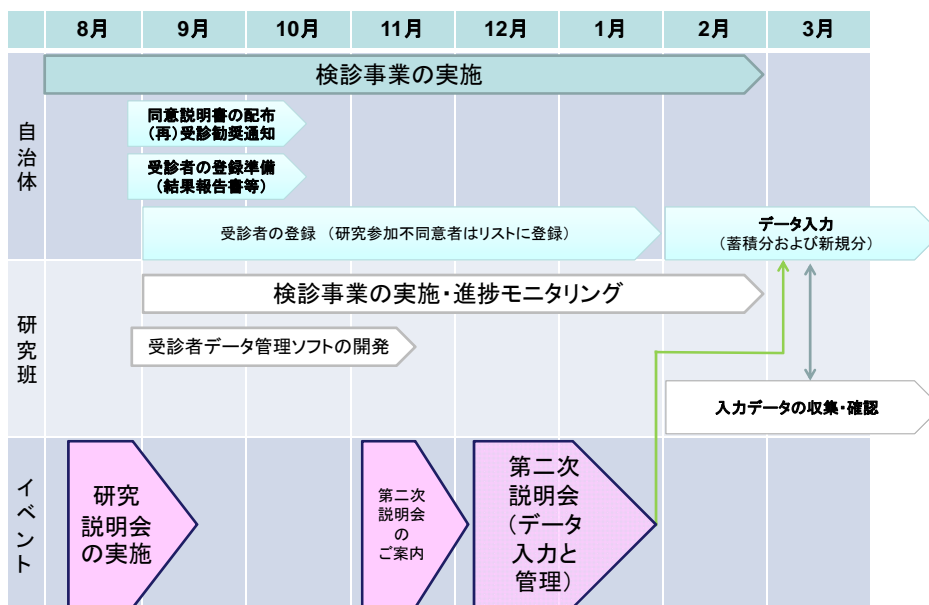 8月
9月
10月
11月
12月
1月
2月
3月
自治体
検診事業の実施
同意説明書の配布
(再)受診勧奨通知
受診者の登録準備
(結果報告書等)
受診者の登録 (研究参加不同意者はリストに登録)
データ入力
(蓄積分および新規分)
研究班
検診事業の実施・進捗モニタリング
受診者データ管理ソフトの開発
入力データの収集・確認
イベント
研究
説明会
の実施
第二次
説明会
の
ご案内
第二次
説明会
(データ
入力と
管理)